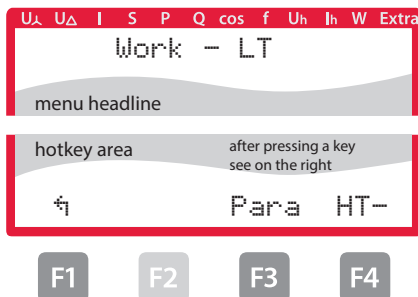 U⅄ U△ I S P Q cos f Uh Ih W Extra
Work - LT
menu headline
hotkey area
after pressing a key
see on the right
↰ Para HT-
F1 F2 F3 F4